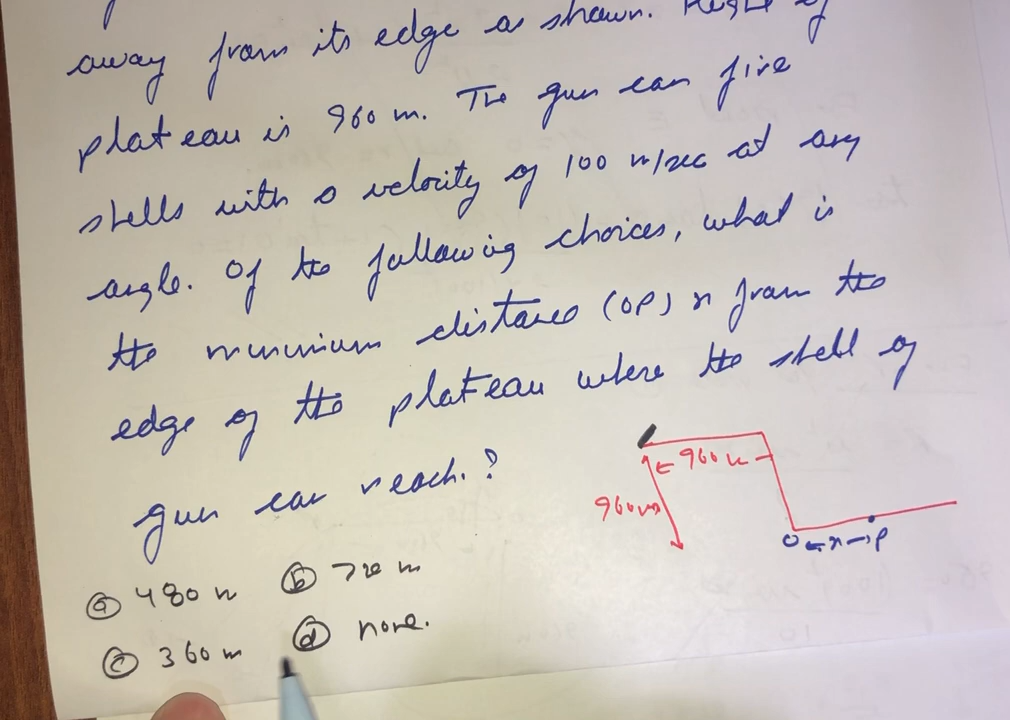 away from its edge as shown. Height of
plateau is 960 m. The gun can fire
shells with a velocity of 100 m/sec at any
angle. Of the following choices, what is
the minimum distance (OP) x from the
edge of the plateau where the shell of
gun can reach.?
← 960 m
960 m
O ← x → P
(a) 480 m (b) 720 m
(c) 360 m (d) none.